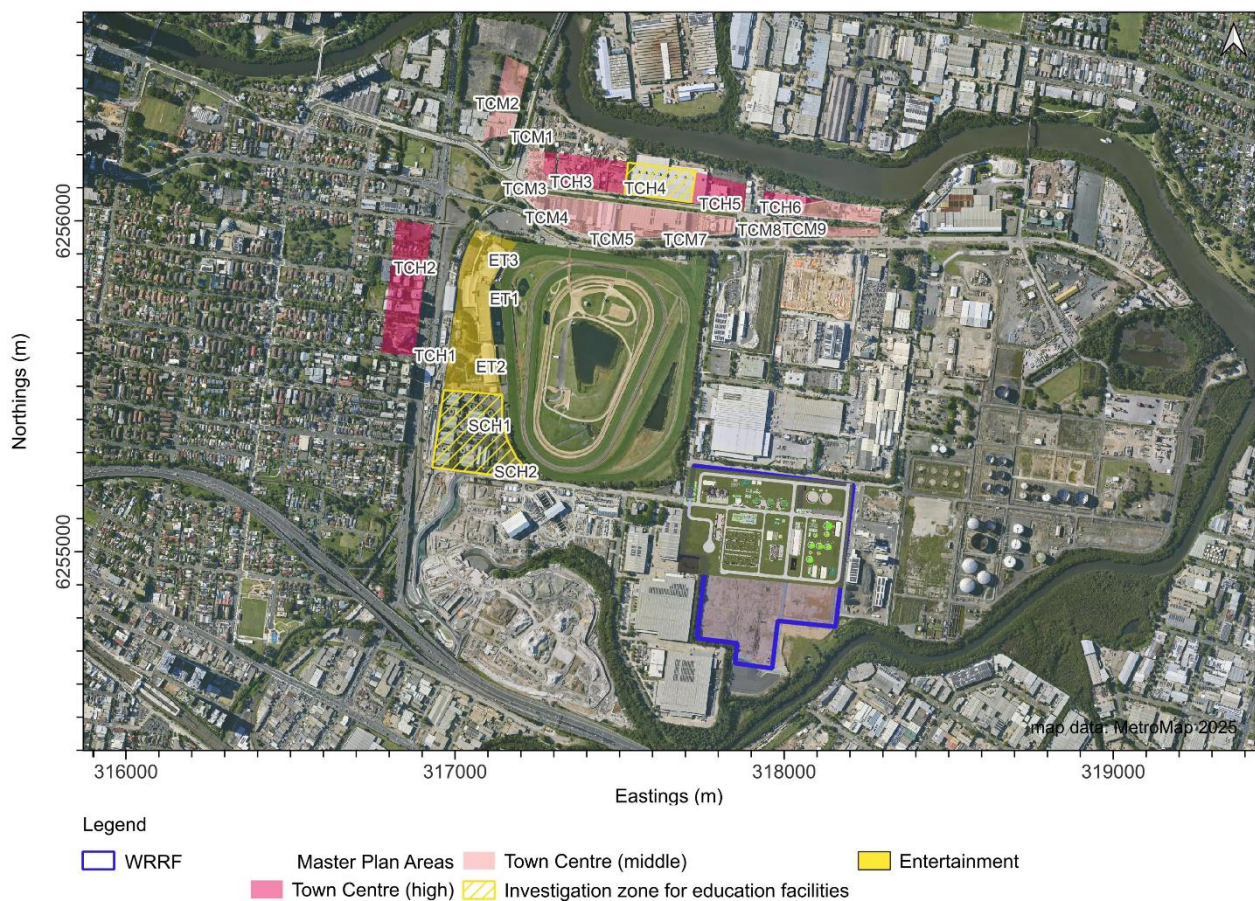 TCM2
TCM1
TCH3
TCH4
TCM3
TCH5
TCH6
TCM4
TCM5
TCM7
TCM8
TCM9
6256000
TCH2
ET3
ET1
TCH1
ET2
SCH1
SCH2
6255000
Northings (m)
map data: MetroMap 2025
316000
317000
318000
319000
Eastings (m)
Legend
WRRF
Master Plan Areas
Town Centre (middle)
Entertainment
Town Centre (high)
Investigation zone for education facilities